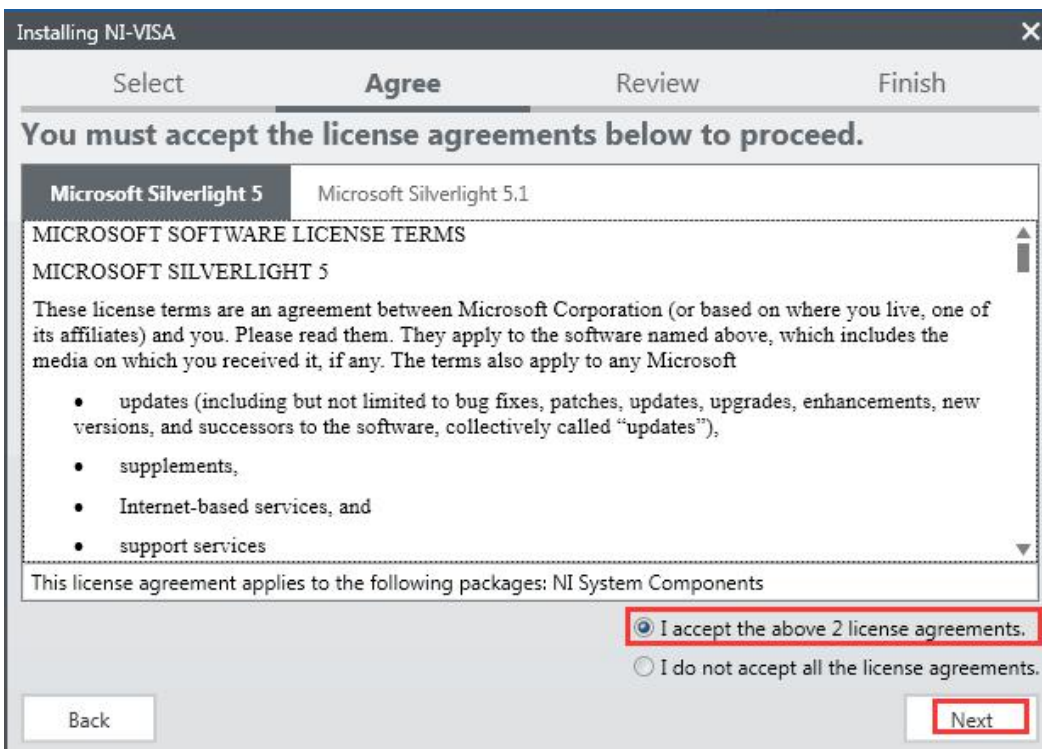 Installing NI-VISA
Select Agree Review Finish
You must accept the license agreements below to proceed.
Microsoft Silverlight 5 Microsoft Silverlight 5.1
MICROSOFT SOFTWARE LICENSE TERMS
MICROSOFT SILVERLIGHT 5
These license terms are an agreement between Microsoft Corporation (or based on where you live, one of
its affiliates) and you. Please read them. They apply to the software named above, which includes the
media on which you received it, if any. The terms also apply to any Microsoft
• updates (including but not limited to bug fixes, patches, updates, upgrades, enhancements, new
versions, and successors to the software, collectively called “updates”),
• supplements,
• Internet-based services, and
• support services
This license agreement applies to the following packages: NI System Components
I accept the above 2 license agreements.
I do not accept all the license agreements.
Back Next